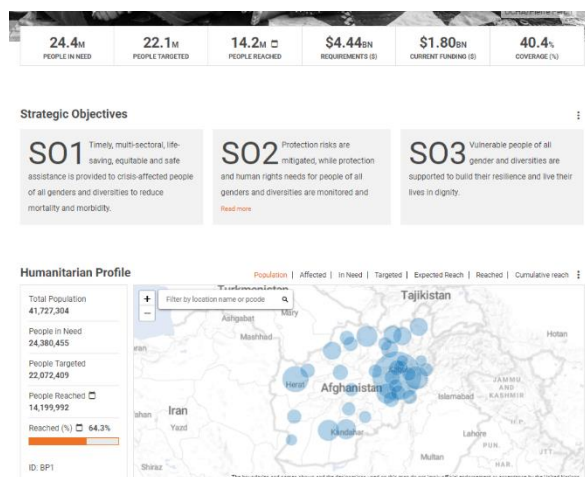 24.4M
PEOPLE IN NEED
22.1M
PEOPLE TARGETED
14.2M
PEOPLE REACHED
$4.44BN
REQUIREMENTS ($)
$1.80BN
CURRENT FUNDING ($)
40.4%
COVERAGE (%)
Strategic Objectives
SO1 Timely, multi-sectoral, life-
saving, equitable and safe
assistance is provided to crisis-affected people
of all genders and diversities to reduce
mortality and morbidity.
SO2 Protection risks are
mitigated, while protection
and human rights needs for people of all
genders and diversities are monitored and
Read more
SO3 Vulnerable people of all
gender and diversities are
supported to build their resilience and live their
lives in dignity.
Humanitarian Profile
Population | Affected | In Need | Targeted | Expected Reach | Reached | Cumulative reach
Total Population
41,727,304
People in Need
24,380,455
People Targeted
22,072,409
People Reached
14,199,992
Reached (%) 64.3%
ID: BP1
+
−
Filter by location name or pcode
Turkmenistan
Tajikistan
Ashgabat
Mary
Mashhad
Hotan
Herat
Afghanistan
JAMMU
AND
KASHMIR
Islamabad
Iran
Yazd
Kandahar
Lahore
H.P.
PUN.
Multan
HAR.
Shiraz